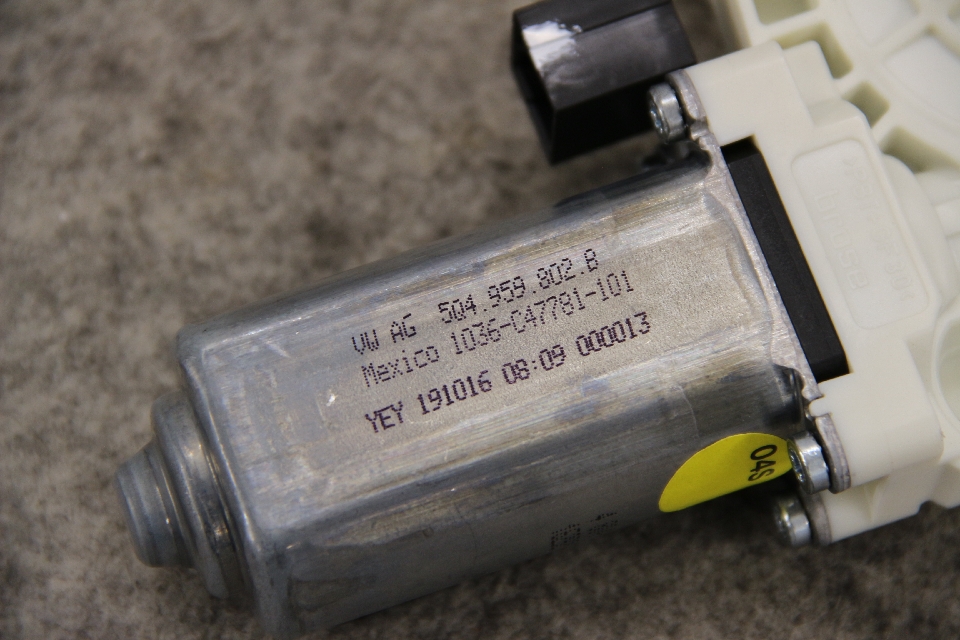 VW AG 5Q4.959.802.B
Mexico 1036-C47781-101
YEY 191016 08:09 000013
04S